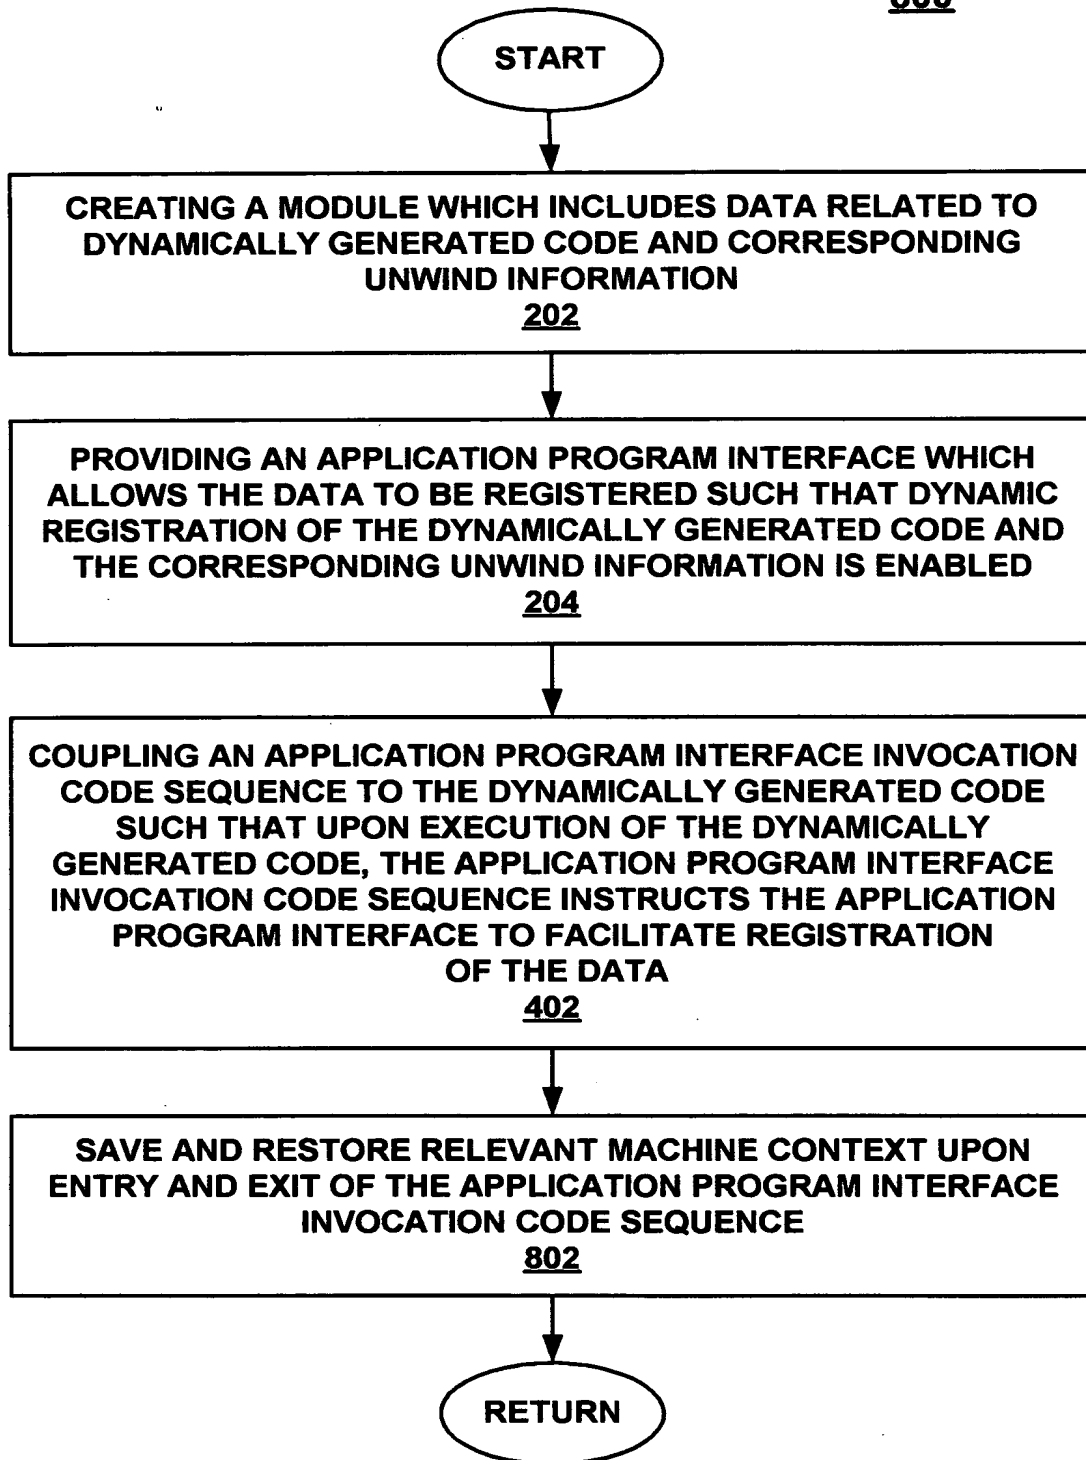 START
CREATING A MODULE WHICH INCLUDES DATA RELATED TO
DYNAMICALLY GENERATED CODE AND CORRESPONDING
UNWIND INFORMATION
202
PROVIDING AN APPLICATION PROGRAM INTERFACE WHICH
ALLOWS THE DATA TO BE REGISTERED SUCH THAT DYNAMIC
REGISTRATION OF THE DYNAMICALLY GENERATED CODE AND
THE CORRESPONDING UNWIND INFORMATION IS ENABLED
204
COUPLING AN APPLICATION PROGRAM INTERFACE INVOCATION
CODE SEQUENCE TO THE DYNAMICALLY GENERATED CODE
SUCH THAT UPON EXECUTION OF THE DYNAMICALLY
GENERATED CODE, THE APPLICATION PROGRAM INTERFACE
INVOCATION CODE SEQUENCE INSTRUCTS THE APPLICATION
PROGRAM INTERFACE TO FACILITATE REGISTRATION
OF THE DATA
402
SAVE AND RESTORE RELEVANT MACHINE CONTEXT UPON
ENTRY AND EXIT OF THE APPLICATION PROGRAM INTERFACE
INVOCATION CODE SEQUENCE
802
RETURN